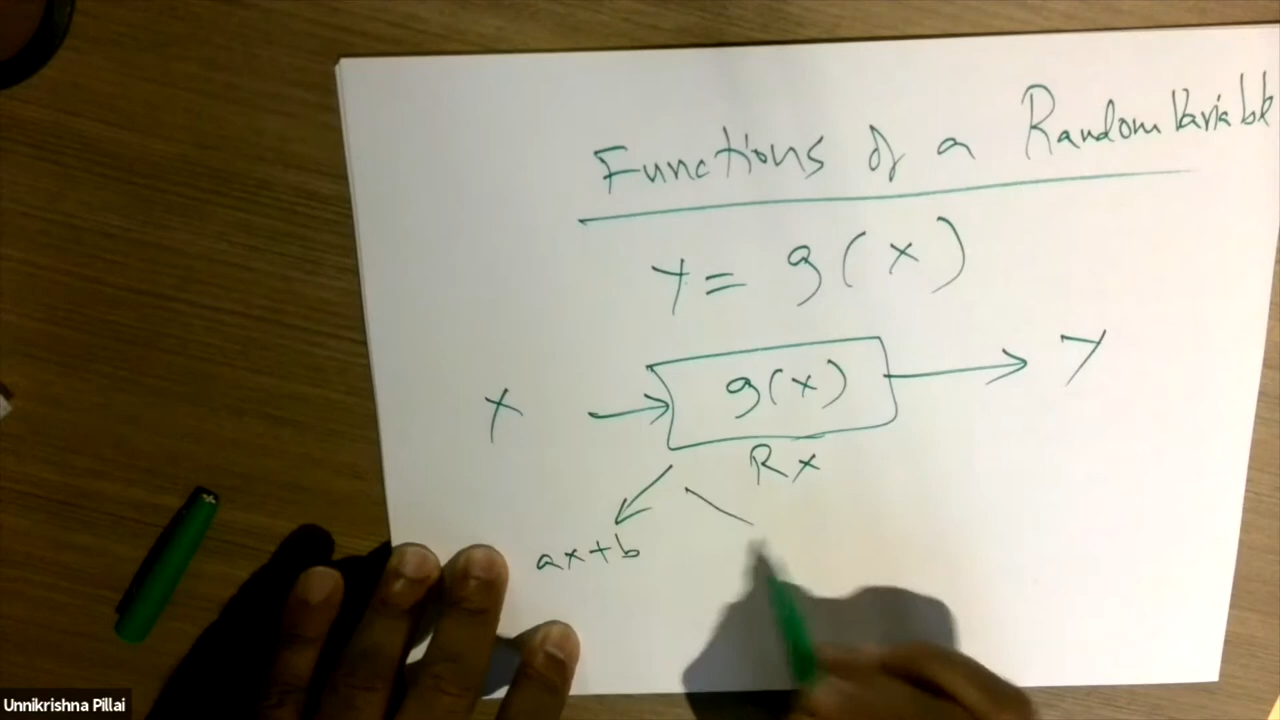 Functions of a Random Variable
Y = g(x)
X → g(x) → Y
Rx
ax+b
Unnikrishna Pillai